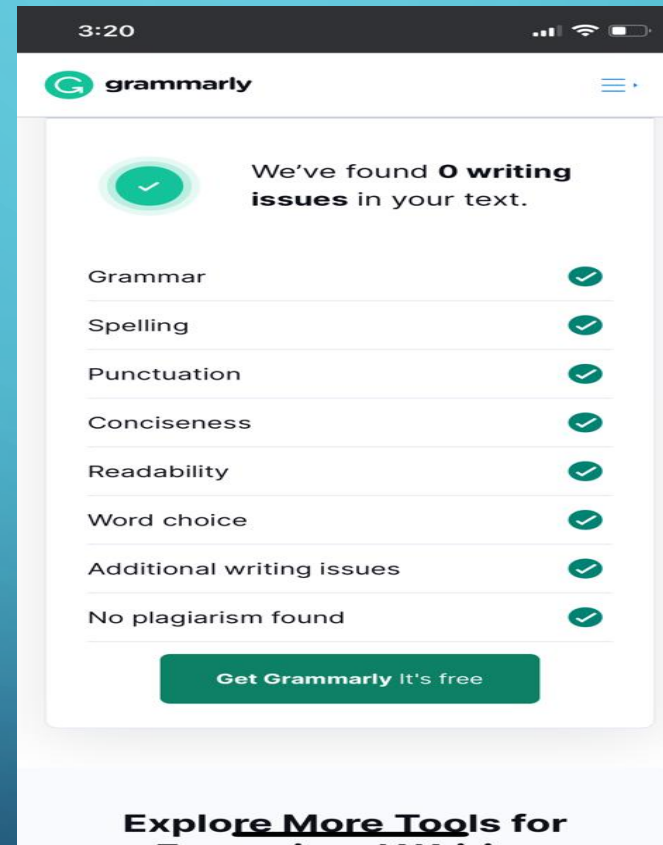 3:20
grammarly
We've found 0 writing
issues in your text.
Grammar
Spelling
Punctuation
Conciseness
Readability
Word choice
Additional writing issues
No plagiarism found
Get Grammarly It's free
Explore More Tools for